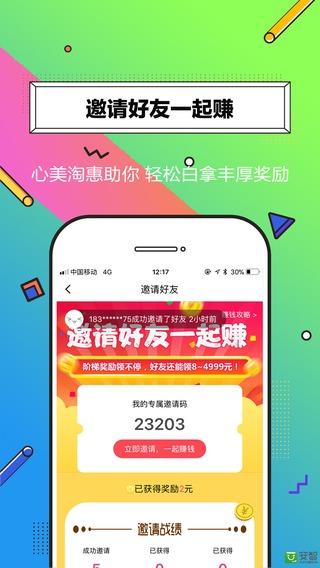 邀请好友一起赚
心美淘惠助你 轻松白拿丰厚奖励
中国移动 4G 12:17 30%
邀请好友
183******75成功邀请了好友 2小时前
赚钱攻略 >
邀请好友一起赚
阶梯奖励领不停,好友还能领8~4999元!
我的专属邀请码
23203
立即邀请,一起赚钱
已获得奖励2元
邀请战绩
成功邀请 已获得 已获得
5 0 0
安智